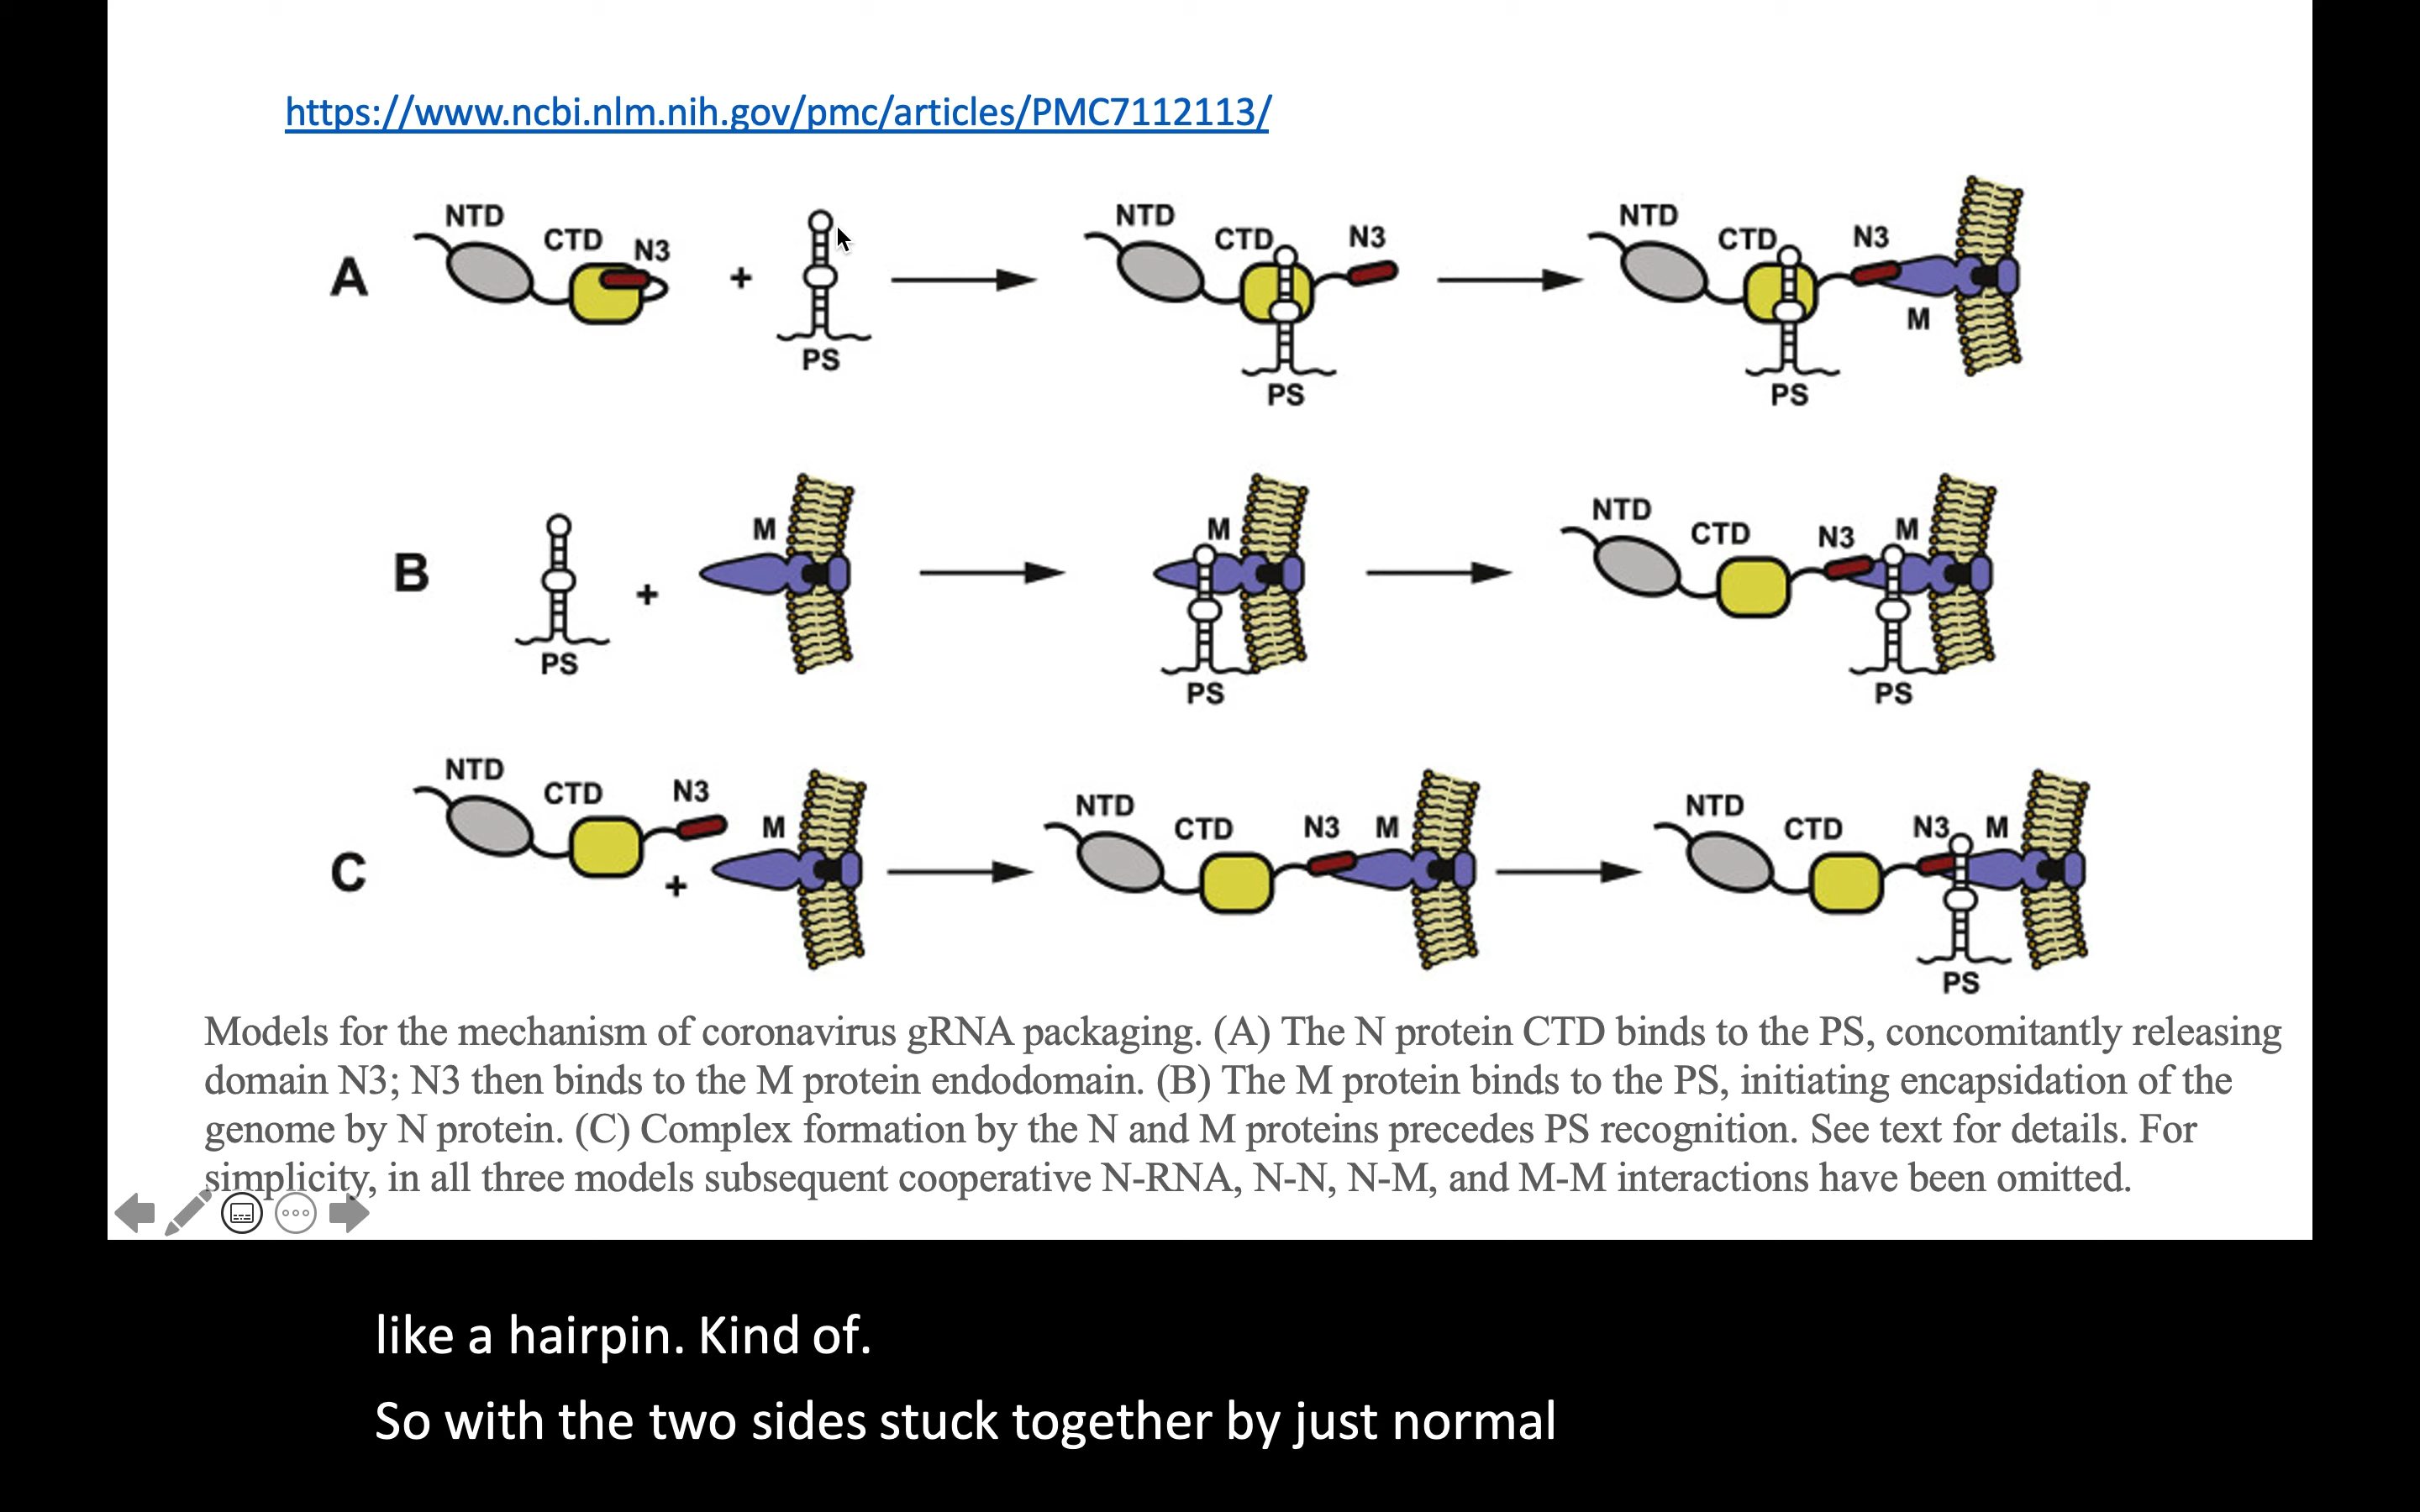 https://www.ncbi.nlm.nih.gov/pmc/articles/PMC7112113/
A
NTD
CTD
N3
+
PS
NTD
CTD
N3
PS
NTD
CTD
N3
M
PS
B
PS
+
M
M
PS
NTD
CTD
N3
M
PS
C
NTD
CTD
N3
+
M
NTD
CTD
N3
M
NTD
CTD
N3
M
PS
Models for the mechanism of coronavirus gRNA packaging. (A) The N protein CTD binds to the PS, concomitantly releasing
domain N3; N3 then binds to the M protein endodomain. (B) The M protein binds to the PS, initiating encapsidation of the
genome by N protein. (C) Complex formation by the N and M proteins precedes PS recognition. See text for details. For
simplicity, in all three models subsequent cooperative N-RNA, N-N, N-M, and M-M interactions have been omitted.
like a hairpin. Kind of.
So with the two sides stuck together by just normal